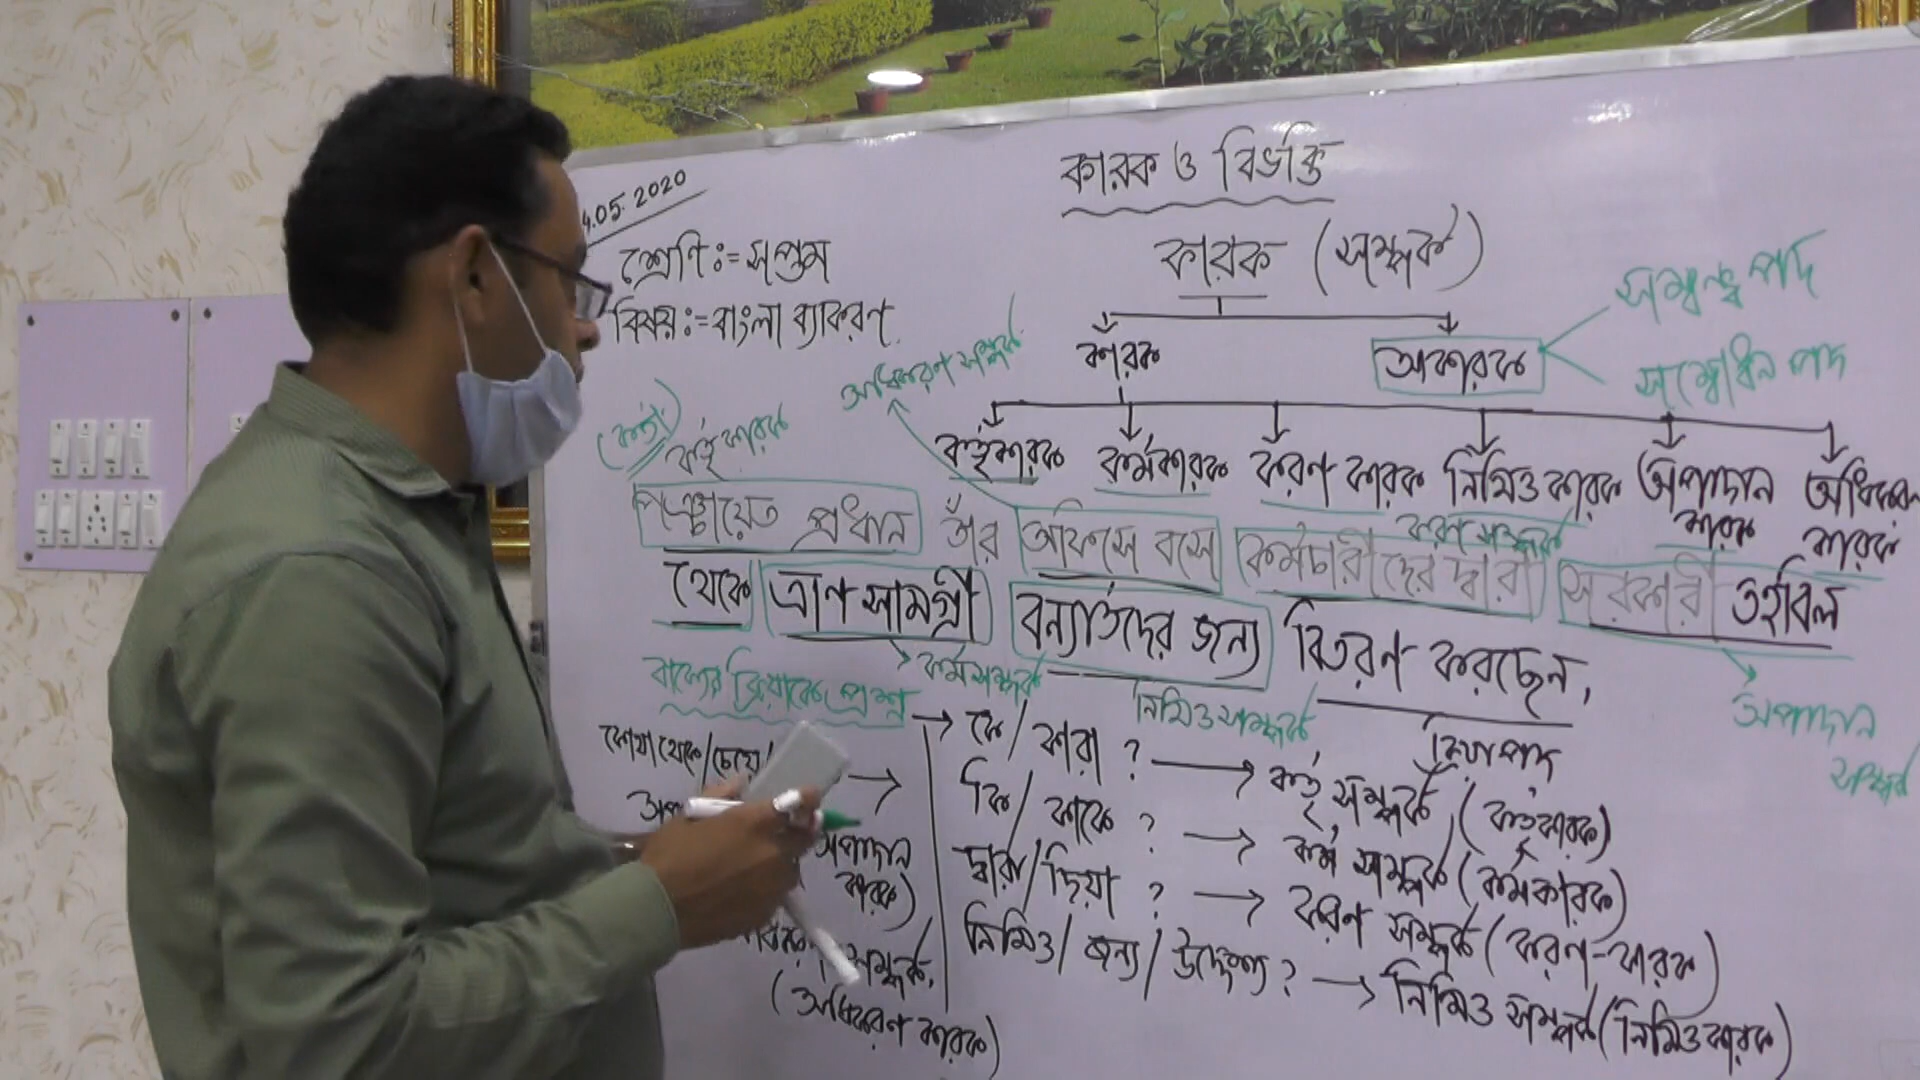 কারক ও বিভক্তি
4.05.2020
শ্রেণি ঃ= সপ্তম
বিষয় ঃ= বাংলা ব্যাকরণ
কারক (সম্পর্ক)
কারক
অকারক
সম্বন্ধ পদ
সম্বোধন পদ
কর্তৃকারক কর্মকারক করণ কারক নিমিত্ত কারক অপাদান কারক অধিকরণ কারক
অধিকরণ সম্পর্ক
(কর্তা)
কর্তৃকারক
করণ সম্পর্ক
পঞ্চায়েত প্রধান তাঁর অফিসে বসে কর্মচারীদের দ্বারা সরকারী তহবিল
থেকে ত্রাণ সামগ্রী বন্যার্তদের জন্য বিতরণ করছেন,
কর্মসম্পর্ক
নিমিত্ত সম্পর্ক
ক্রিয়াপদ
অপাদান
সম্পর্ক
বাক্যের ক্রিয়াকে প্রশ্ন → কে / কারা ? → কর্তৃ সম্পর্ক (কর্তৃকারক)
কি / কাকে ? → কর্ম সম্পর্ক (কর্মকারক)
দ্বারা / দিয়া ? → করণ সম্পর্ক (করণ-কারক)
নিমিত্ত / জন্য / উদ্দেশ্য ? → নিমিত্ত সম্পর্ক (নিমিত্তকারক)
কোথা থেকে / চেয়ে /
অপাদান
কারক)
সম্পর্ক,
(অধিকরণ কারক)